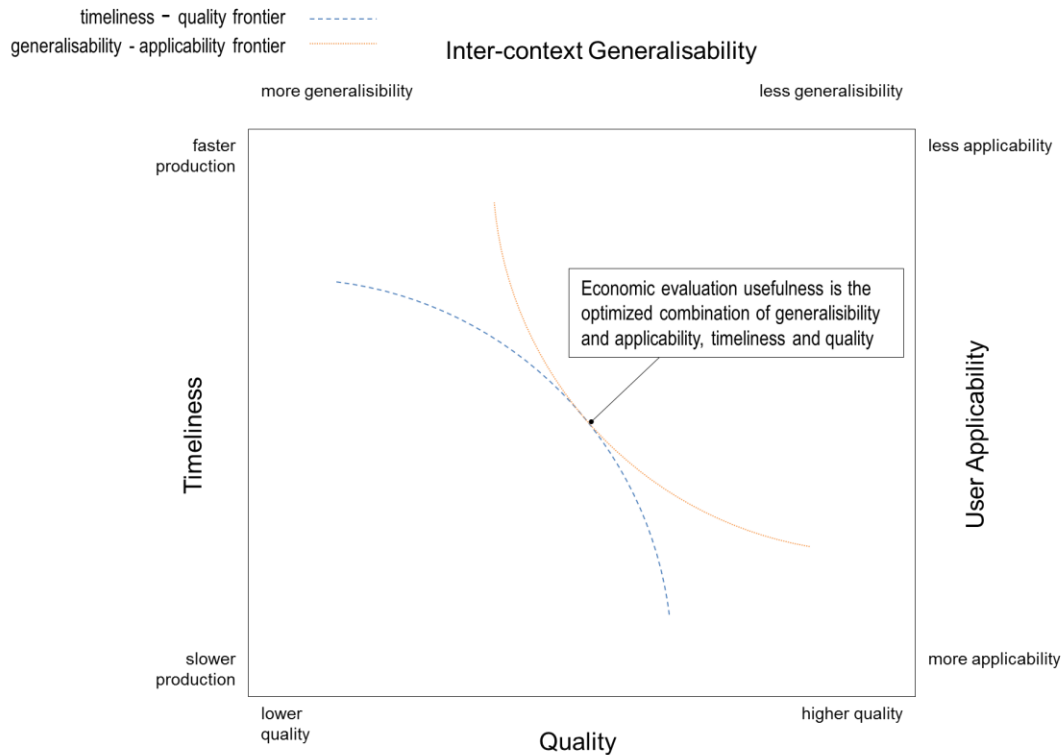 timeliness - quality frontier
generalisability - applicability frontier
Inter-context Generalisability
more generalisibility
less generalisibility
faster
production
less applicability
Economic evaluation usefulness is the
optimized combination of generalisibility
and applicability, timeliness and quality
Timeliness
User Applicability
slower
production
more applicability
lower
quality
higher quality
Quality